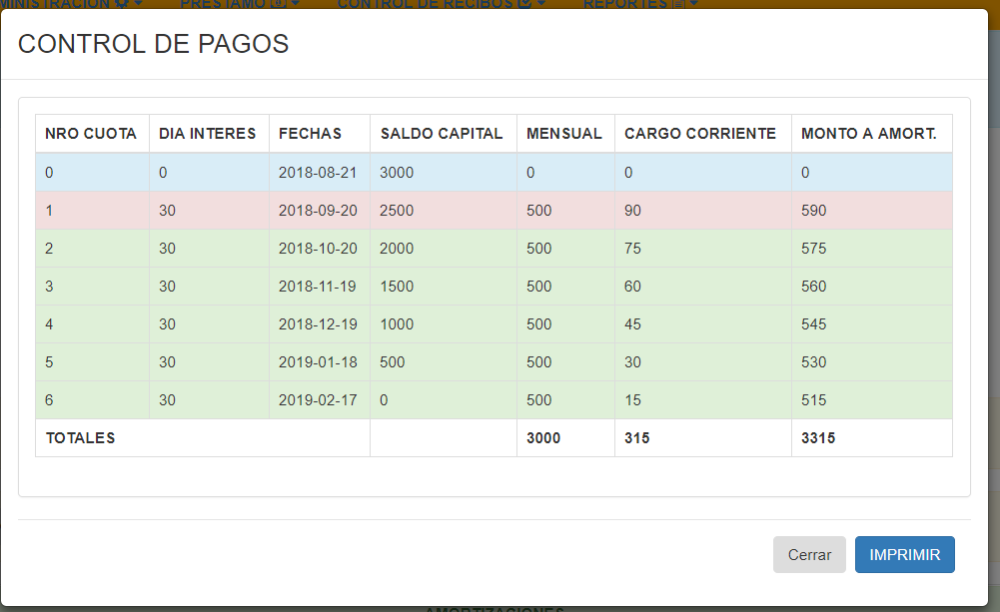 PRESTAMO
CONTROL DE RECIBOS
REPORTES
CONTROL DE PAGOS
NRO CUOTA DIA INTERES FECHAS SALDO CAPITAL MENSUAL CARGO CORRIENTE MONTO A AMORT.
0 0 2018-08-21 3000 0 0 0
1 30 2018-09-20 2500 500 90 590
2 30 2018-10-20 2000 500 75 575
3 30 2018-11-19 1500 500 60 560
4 30 2018-12-19 1000 500 45 545
5 30 2019-01-18 500 500 30 530
6 30 2019-02-17 0 500 15 515
TOTALES 3000 315 3315
Cerrar IMPRIMIR
AMORTIZACIONES